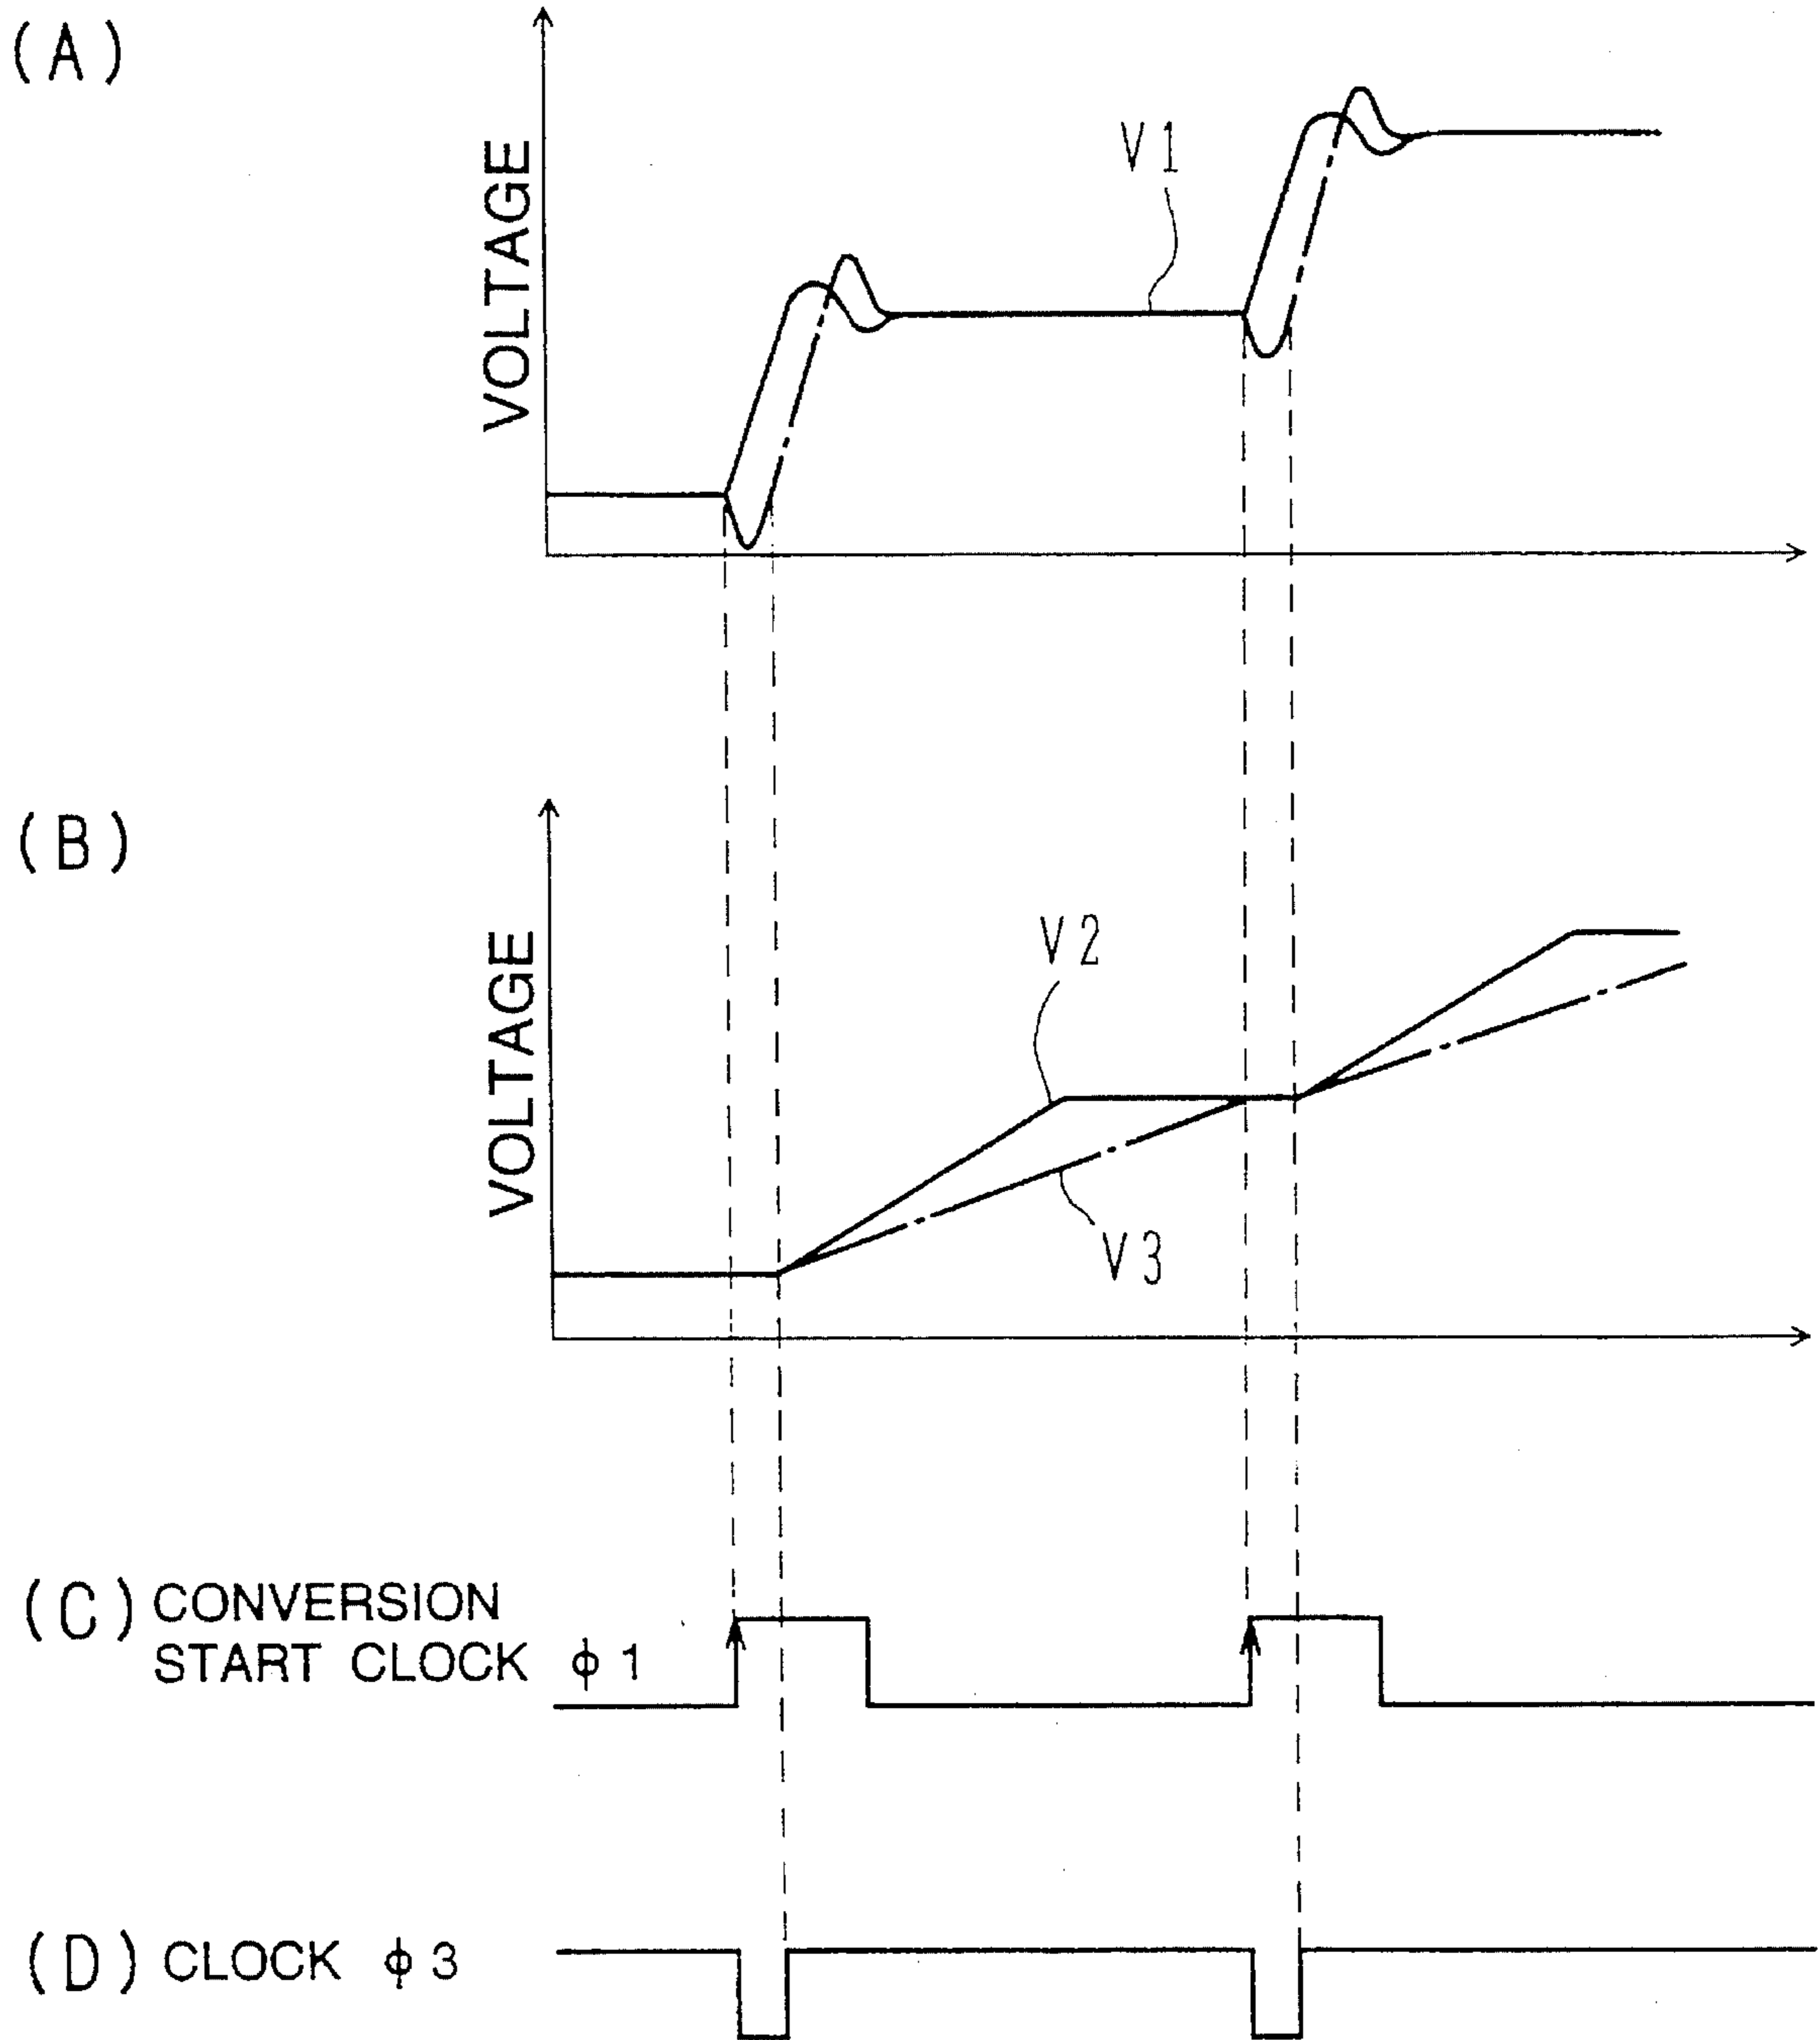 (A)
VOLTAGE
V1
(B)
VOLTAGE
V2
V3
(C) CONVERSION
START CLOCK ϕ1
(D) CLOCK ϕ3